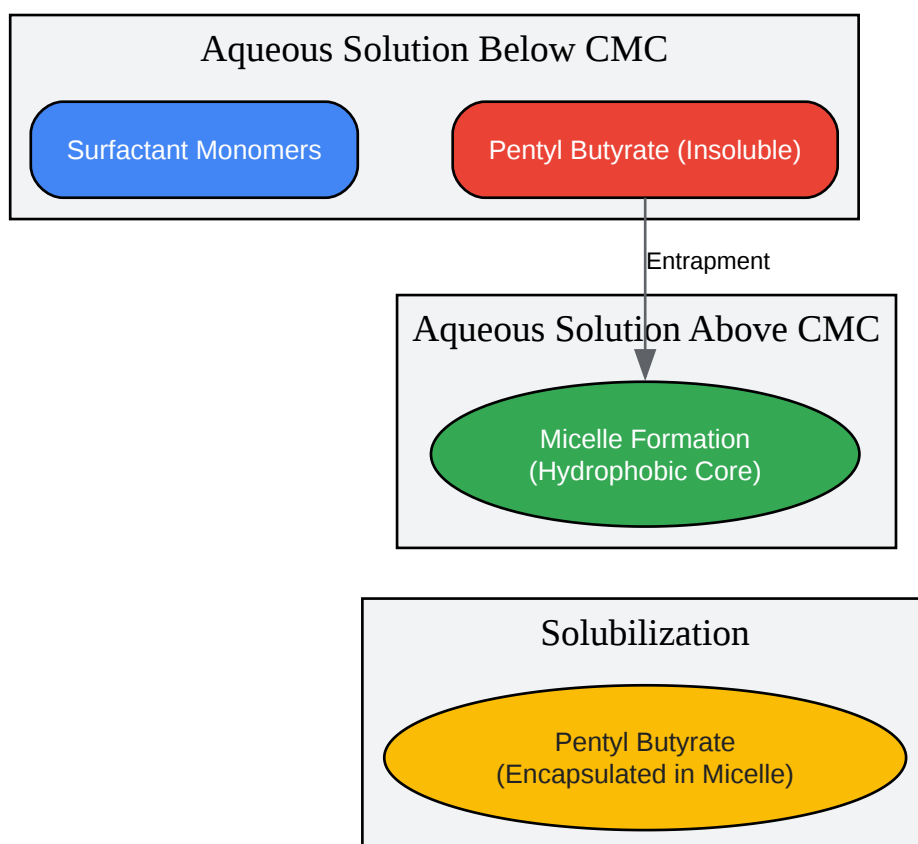 Aqueous Solution Below CMC
Surfactant Monomers
Pentyl Butyrate (Insoluble)
Entrapment
Aqueous Solution Above CMC
Micelle Formation
(Hydrophobic Core)
Solubilization
Pentyl Butyrate
(Encapsulated in Micelle)